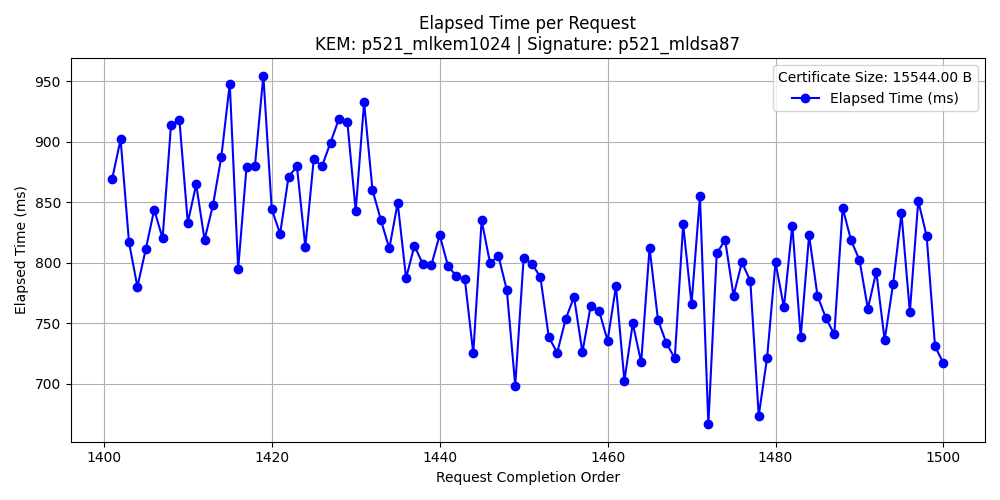 Elapsed Time per Request
KEM: p521_mlkem1024 | Signature: p521_mldsa87
Certificate Size: 15544.00 B
Elapsed Time (ms)
Elapsed Time (ms)
950
900
850
800
750
700
1400
1420
1440
1460
1480
1500
Request Completion Order